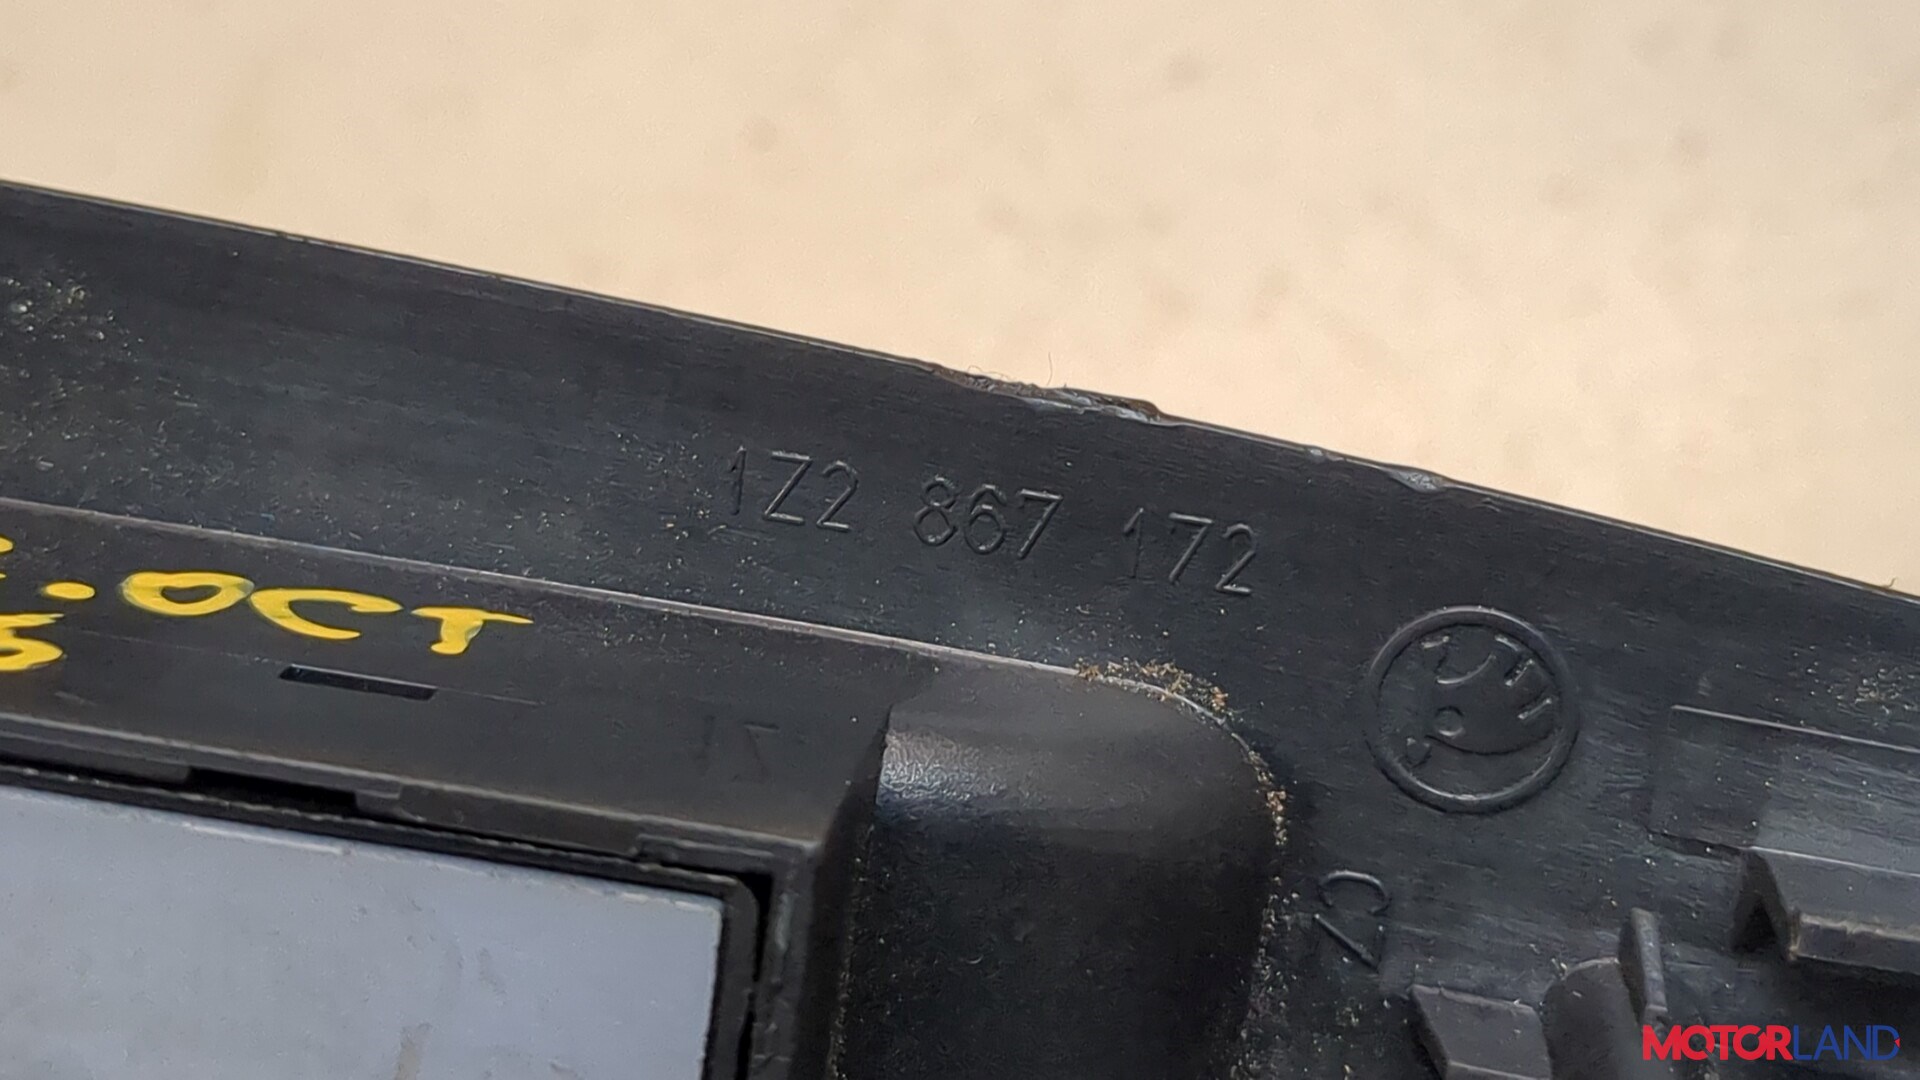 1Z2 867 172
.OCT
MOTORLAND